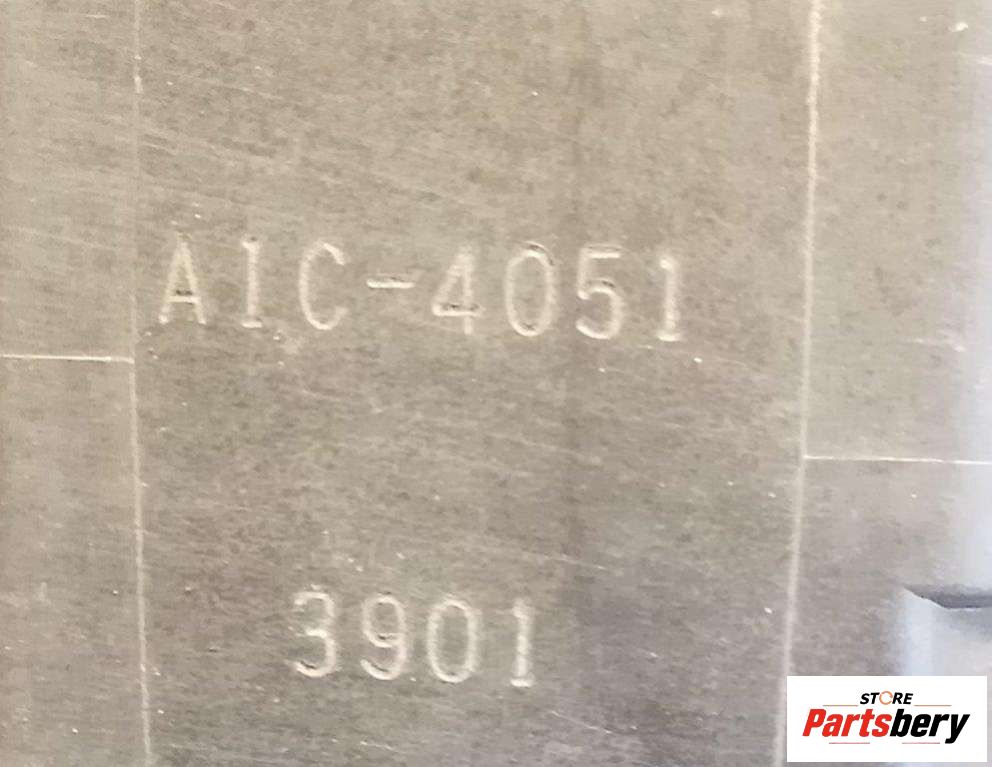 AIC-4051
3901
STORE
Partsbery